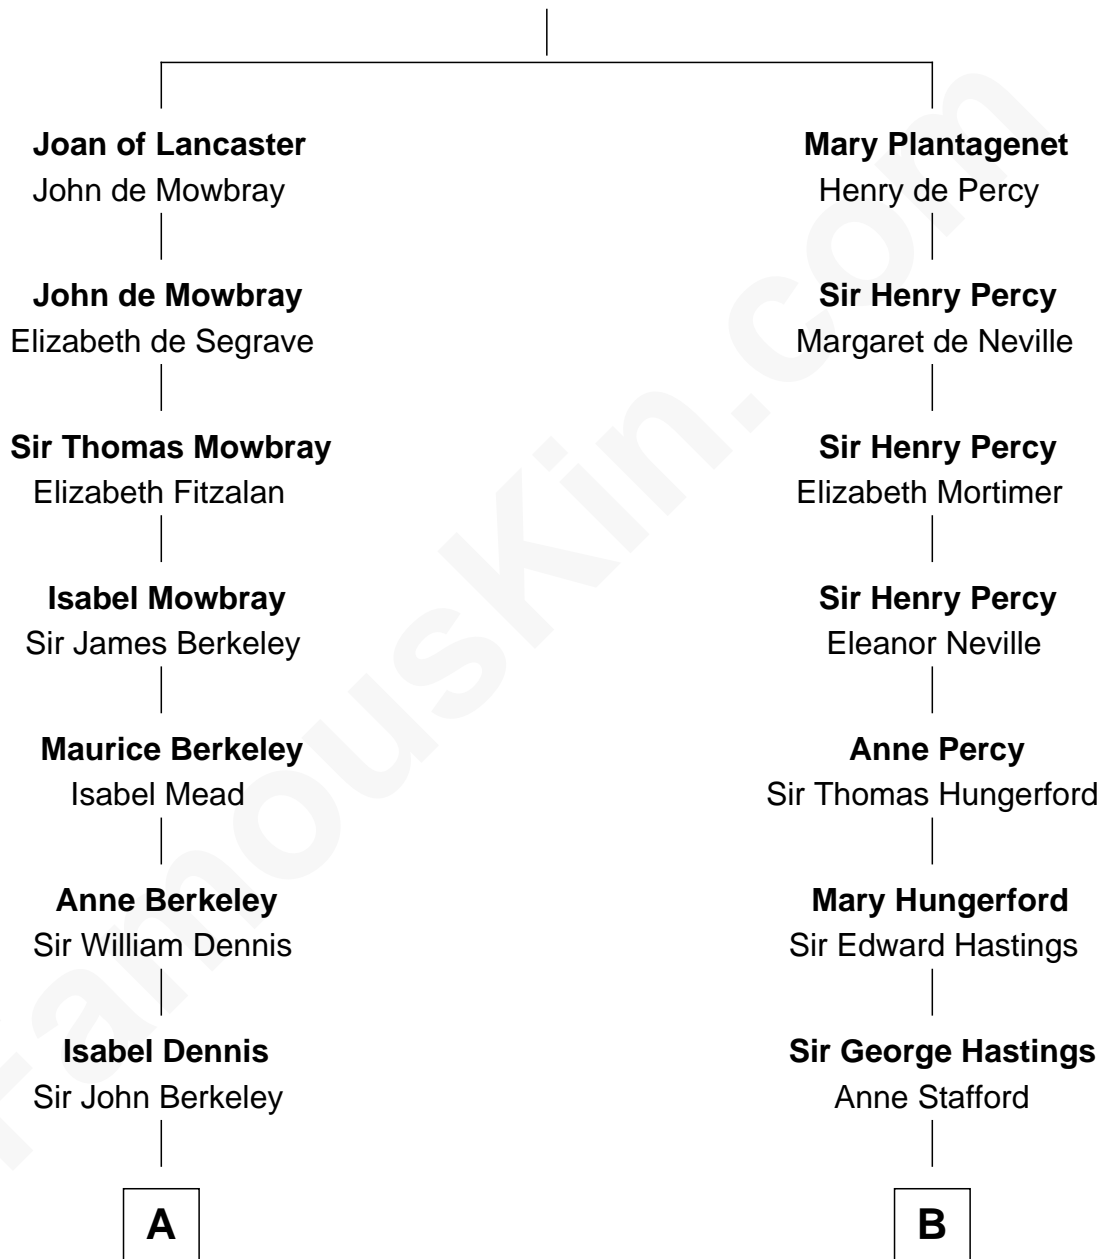 Joan of Lancaster
John de Mowbray
John de Mowbray
Elizabeth de Segrave
Sir Thomas Mowbray
Elizabeth Fitzalan
Isabel Mowbray
Sir James Berkeley
Maurice Berkeley
Isabel Mead
Anne Berkeley
Sir William Dennis
Isabel Dennis
Sir John Berkeley
A
Mary Plantagenet
Henry de Percy
Sir Henry Percy
Margaret de Neville
Sir Henry Percy
Elizabeth Mortimer
Sir Henry Percy
Eleanor Neville
Anne Percy
Sir Thomas Hungerford
Mary Hungerford
Sir Edward Hastings
Sir George Hastings
Anne Stafford
B
FamousKin.com